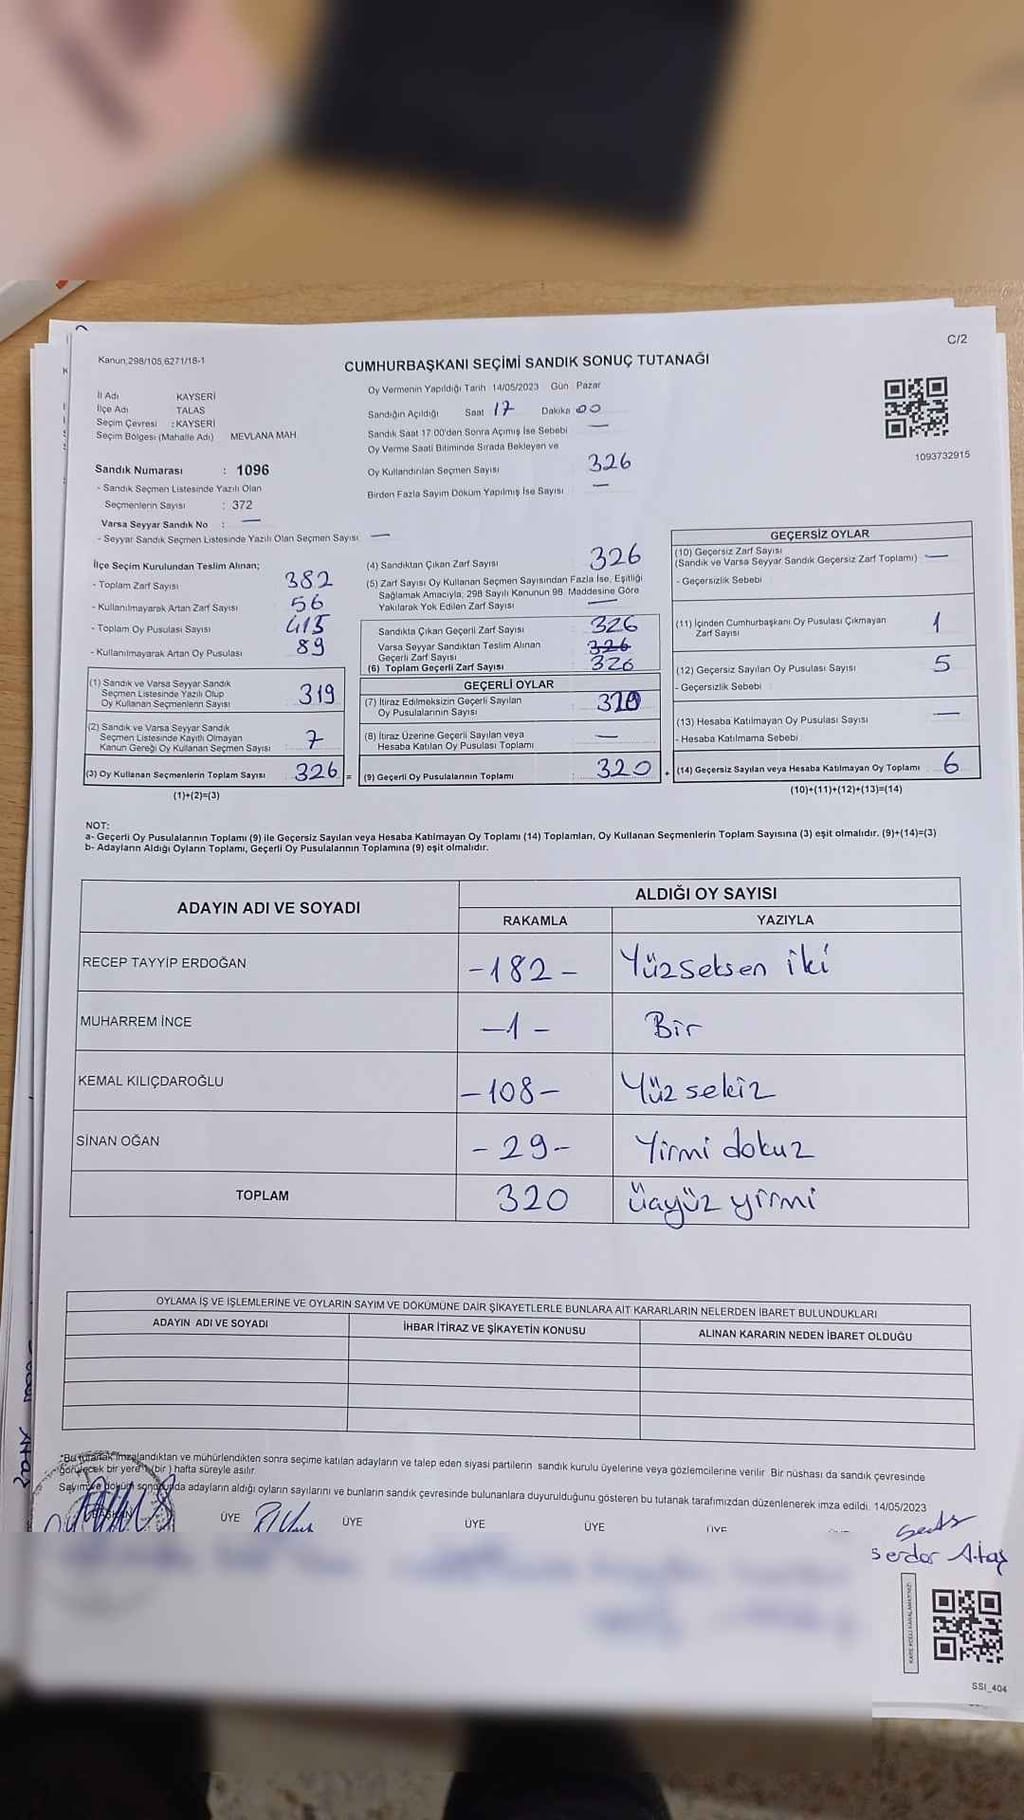 C/2
Kanun,298/105,6271/18-1
CUMHURBAŞKANI SEÇİMİ SANDIK SONUÇ TUTANAĞI
İl Adı KAYSERİ
İlçe Adı TALAS
Seçim Çevresi : KAYSERİ
Seçim Bölgesi (Mahalle Adı) MEVLANA MAH.
Oy Vermenin Yapıldığı Tarih 14/05/2023 Gün Pazar
Sandığın Açıldığı Saat 17 Dakika 00
Sandık Saat 17.00'den Sonra Açımış İse Sebebi —
Oy Verme Saati Bitiminde Sırada Bekleyen ve
Oy Kullandırılan Seçmen Sayısı 326
Birden Fazla Sayım Döküm Yapılmış İse Sayısı —
1093732915
Sandık Numarası : 1096
- Sandık Seçmen Listesinde Yazılı Olan
Seçmenlerin Sayısı : 372
Varsa Seyyar Sandık No : —
- Seyyar Sandık Seçmen Listesinde Yazılı Olan Seçmen Sayısı —
İlçe Seçim Kurulundan Teslim Alınan;
- Toplam Zarf Sayısı 382
- Kullanılmayarak Artan Zarf Sayısı 56
- Toplam Oy Pusulası Sayısı 415
- Kullanılmayarak Artan Oy Pusulası 89
(1) Sandık ve Varsa Seyyar Sandık
Seçmen Listesinde Yazılı Olup
Oy Kullanan Seçmenlerin Sayısı 319
(2) Sandık ve Varsa Seyyar Sandık
Seçmen Listesinde Kayıtlı Olmayan
Kanun Gereği Oy Kullanan Seçmen Sayısı 7
(3) Oy Kullanan Seçmenlerin Toplam Sayısı 326 =
(1)+(2)=(3)
(4) Sandıktan Çıkan Zarf Sayısı 326
(5) Zarf Sayısı Oy Kullanan Seçmen Sayısından Fazla İse, Eşitliği
Sağlamak Amacıyla, 298 Sayılı Kanunun 98. Maddesine Göre
Yakılarak Yok Edilen Zarf Sayısı —
Sandıkta Çıkan Geçerli Zarf Sayısı 326
Varsa Seyyar Sandıktan Teslim Alınan
Geçerli Zarf Sayısı 326
(6) Toplam Geçerli Zarf Sayısı 326
GEÇERLİ OYLAR
(7) İtiraz Edilmeksizin Geçerli Sayılan
Oy Pusulalarının Sayısı
(8) İtiraz Üzerine Geçerli Sayılan veya
Hesaba Katılan Oy Pusulası Toplamı —
(9) Geçerli Oy Pusulalarının Toplamı : 320 +
GEÇERSİZ OYLAR
(10) Geçersiz Zarf Sayısı
(Sandık ve Varsa Seyyar Sandık Geçersiz Zarf Toplamı) —
- Geçersizlik Sebebi
(11) İçinden Cumhurbaşkanı Oy Pusulası Çıkmayan
Zarf Sayısı 1
(12) Geçersiz Sayılan Oy Pusulası Sayısı 5
- Geçersizlik Sebebi
(13) Hesaba Katılmayan Oy Pusulası Sayısı —
- Hesaba Katılmama Sebebi
(14) Geçersiz Sayılan veya Hesaba Katılmayan Oy Toplamı 6
(10)+(11)+(12)+(13)=(14)
NOT:
a- Geçerli Oy Pusulalarının Toplamı (9) ile Geçersiz Sayılan veya Hesaba Katılmayan Oy Toplamı (14) Toplamları, Oy Kullanan Seçmenlerin Toplam Sayısına (3) eşit olmalıdır. (9)+(14)=(3)
b- Adayların Aldığı Oyların Toplamı, Geçerli Oy Pusulalarının Toplamına (9) eşit olmalıdır.
ADAYIN ADI VE SOYADI ALDIĞI OY SAYISI
RAKAMLA YAZIYLA
RECEP TAYYİP ERDOĞAN -182- Yüzseksen iki
MUHARREM İNCE -1- Bir
KEMAL KILIÇDAROĞLU -108- Yüz sekiz
SİNAN OĞAN -29- Yirmi dokuz
TOPLAM 320 üçyüz yirmi
OYLAMA İŞ VE İŞLEMLERİNE VE OYLARIN SAYIM VE DÖKÜMÜNE DAİR ŞİKAYETLERLE BUNLARA AİT KARARLARIN NELERDEN İBARET BULUNDUKLARI
ADAYIN ADI VE SOYADI İHBAR İTİRAZ VE ŞİKAYETİN KONUSU ALINAN KARARIN NEDEN İBARET OLDUĞU
*Bu tutanak imzalandıktan ve mühürlendikten sonra seçime katılan adayların ve talep eden siyasi partilerin sandık kurulu üyelerine veya gözlemcilerine verilir. Bir nüshası da sandık çevresinde
görülecek bir yere 1 (bir ) hafta süreyle asılır
Sayım ve döküm sonucunda adayların aldığı oyların sayılarını ve bunların sandık çevresinde bulunanlara duyurulduğunu gösteren bu tutanak tarafımızdan düzenlenerek imza edildi. 14/05/2023
BAŞKAN ÜYE ÜYE ÜYE ÜYE ÜYE
Serdar Ataş
SSI_404